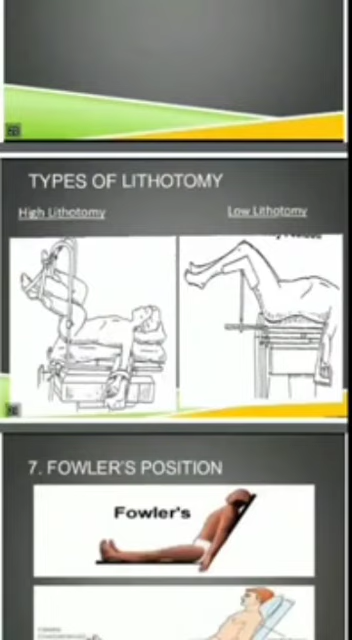 TYPES OF LITHOTOMY
High Lithotomy
Low Lithotomy
7. FOWLER'S POSITION
Fowler's